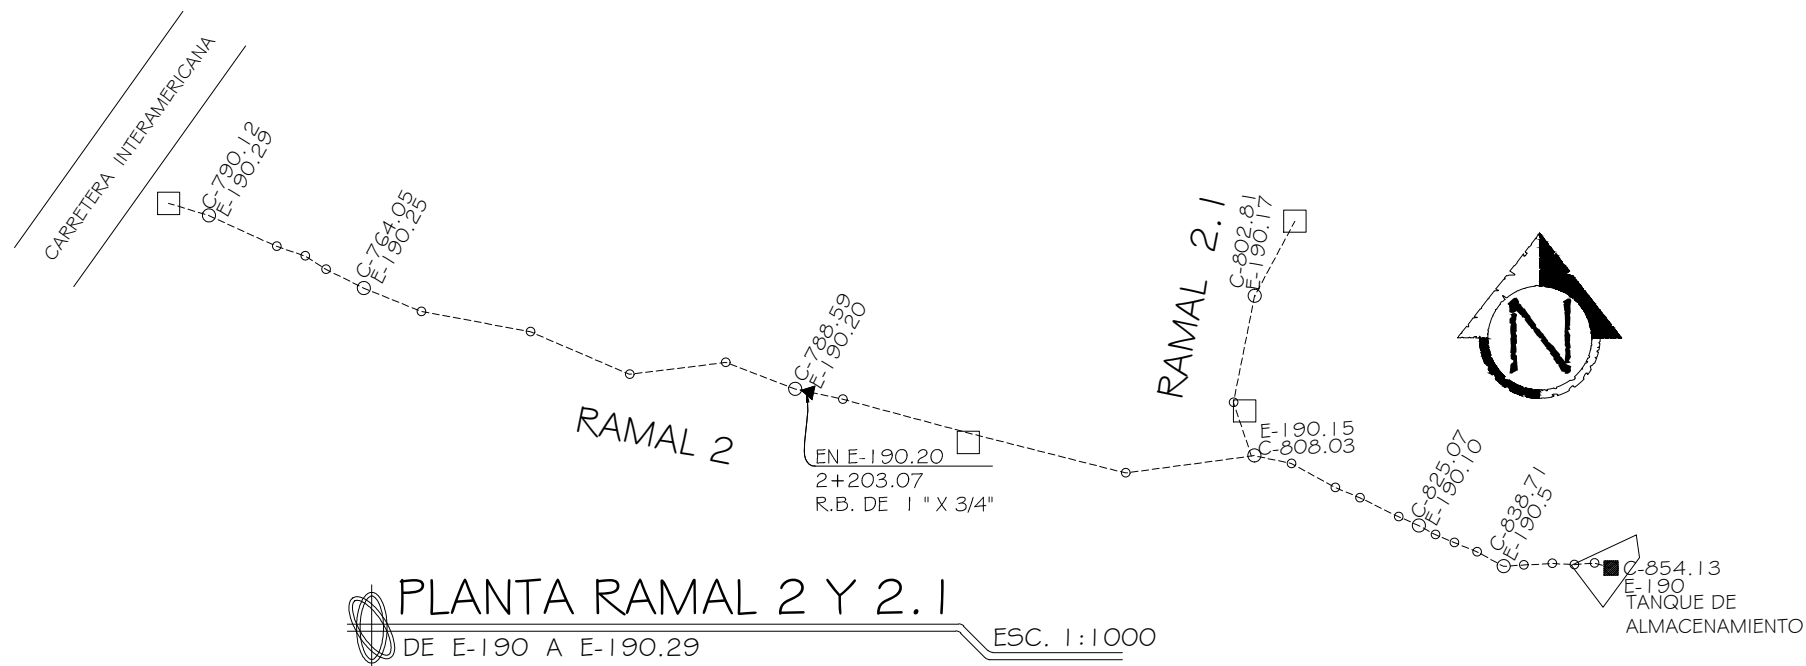 CARRETERA INTERAMERICANA
C-790.12
E-190.29
C-764.05
E-190.25
C-788.59
E-190.20
RAMAL 2
EN E-190.20
2+203.07
R.B. DE 1 " X 3/4"
RAMAL 2.1
C-802.81
E-190.17
E-190.15
C-808.03
C-825.07
E-190.10
C-838.71
E-190.5
C-854.13
E-190
TANQUE DE
ALMACENAMIENTO
N
PLANTA RAMAL 2 Y 2.1
DE E-190 A E-190.29
ESC. 1:1000